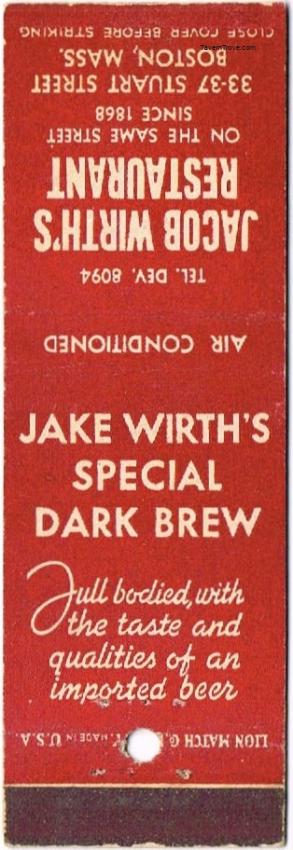 CLOSE COVER BEFORE STRIKING
TavernTrove.com
BOSTON, MASS.
33-37 STUART STREET
SINCE 1868
ON THE SAME STREET
RESTAURANT
JACOB WIRTH'S
TEL. DEV. 8094
AIR CONDITIONED
JAKE WIRTH'S
SPECIAL
DARK BREW
Full bodied, with
the taste and
qualities of an
imported beer
LION MATCH MADE IN U.S.A